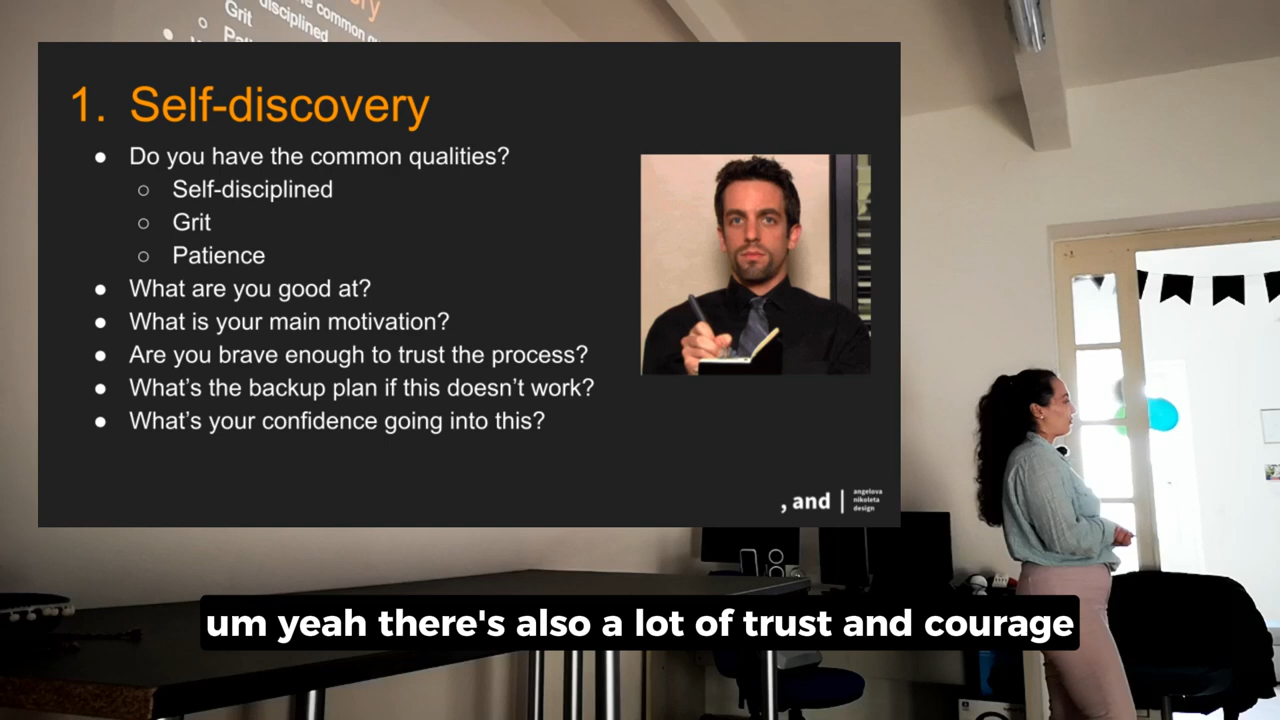 Grit
disciplined
common
1. Self-discovery
● Do you have the common qualities?
○ Self-disciplined
○ Grit
○ Patience
● What are you good at?
● What is your main motivation?
● Are you brave enough to trust the process?
● What's the backup plan if this doesn't work?
● What's your confidence going into this?
, and | angelova
nikoleta
design
um yeah there's also a lot of trust and courage